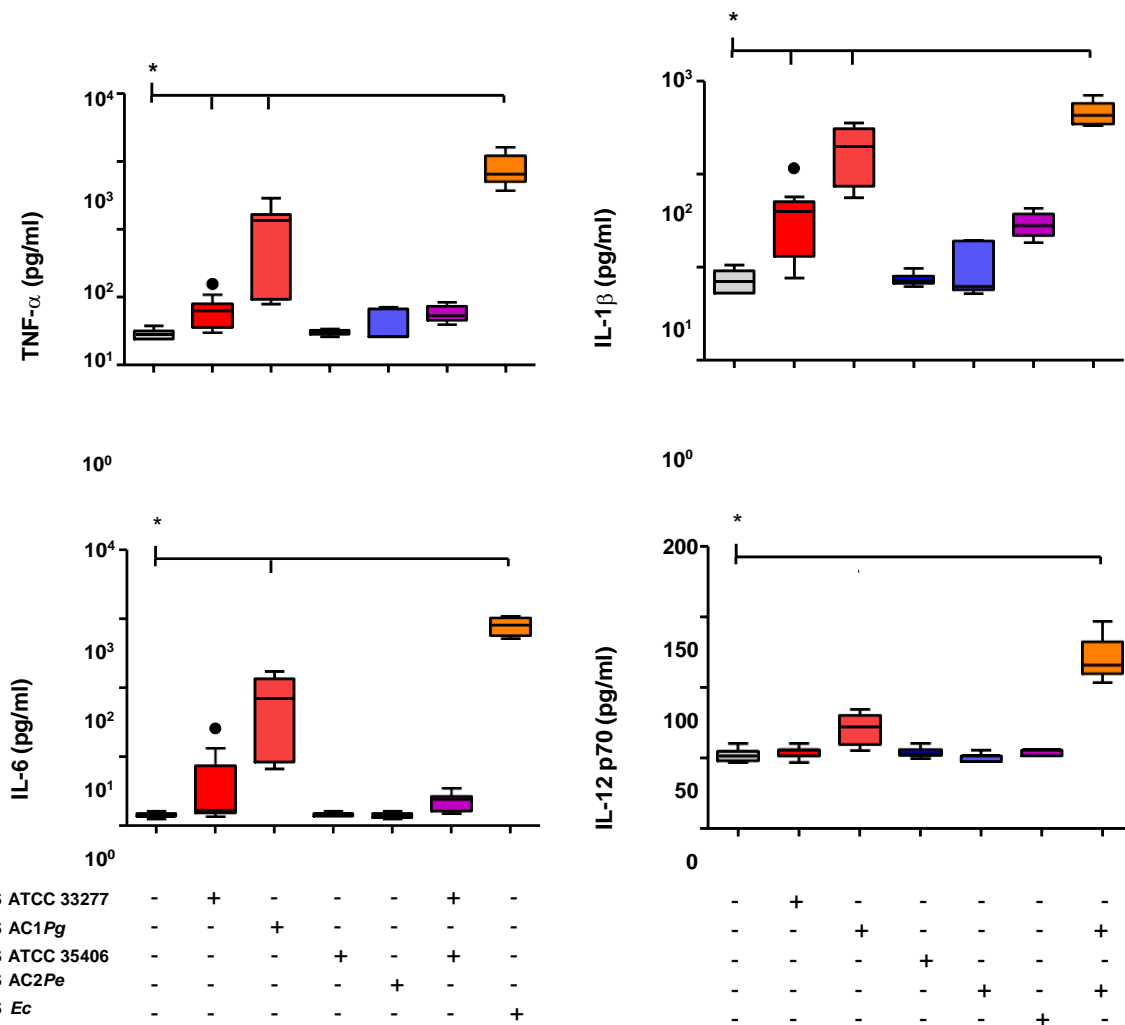 *
*
10⁴
10³
10²
10¹
10⁰
TNF-α (pg/ml)
10³
10²
10¹
10⁰
IL-1β (pg/ml)
*
*
10⁴
10³
10²
10¹
10⁰
IL-6 (pg/ml)
200
150
100
50
0
IL-12 p70 (pg/ml)
ATCC 33277 - + - - - + - - + - - - - -
AC1Pg - - + - - - - - - + - - - +
ATCC 35406 - - - + - + - - - - + - - -
AC2Pe - - - - + - - - - - - + - +
Ec - - - - - - + - - - - - + -